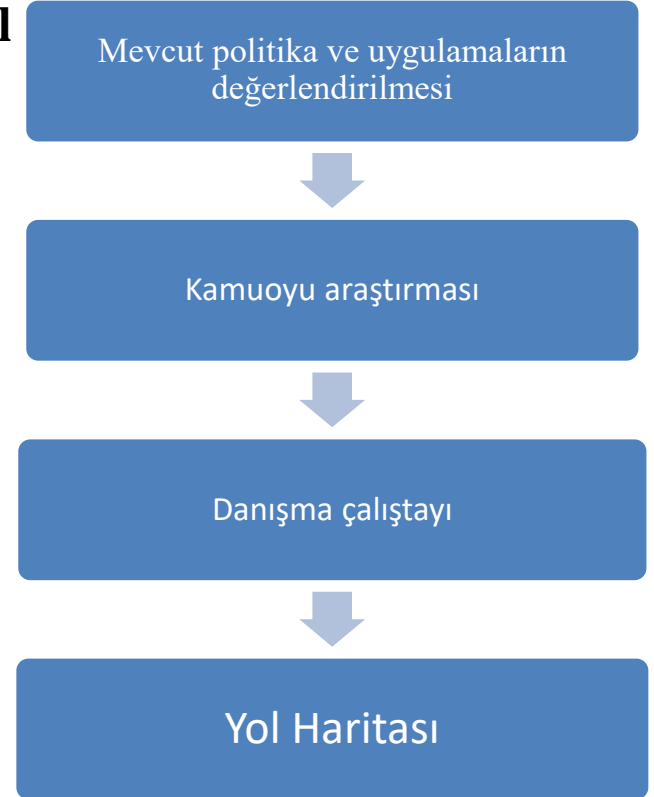 l
Mevcut politika ve uygulamaların
değerlendirilmesi
Kamuoyu araştırması
Danışma çalıştayı
Yol Haritası